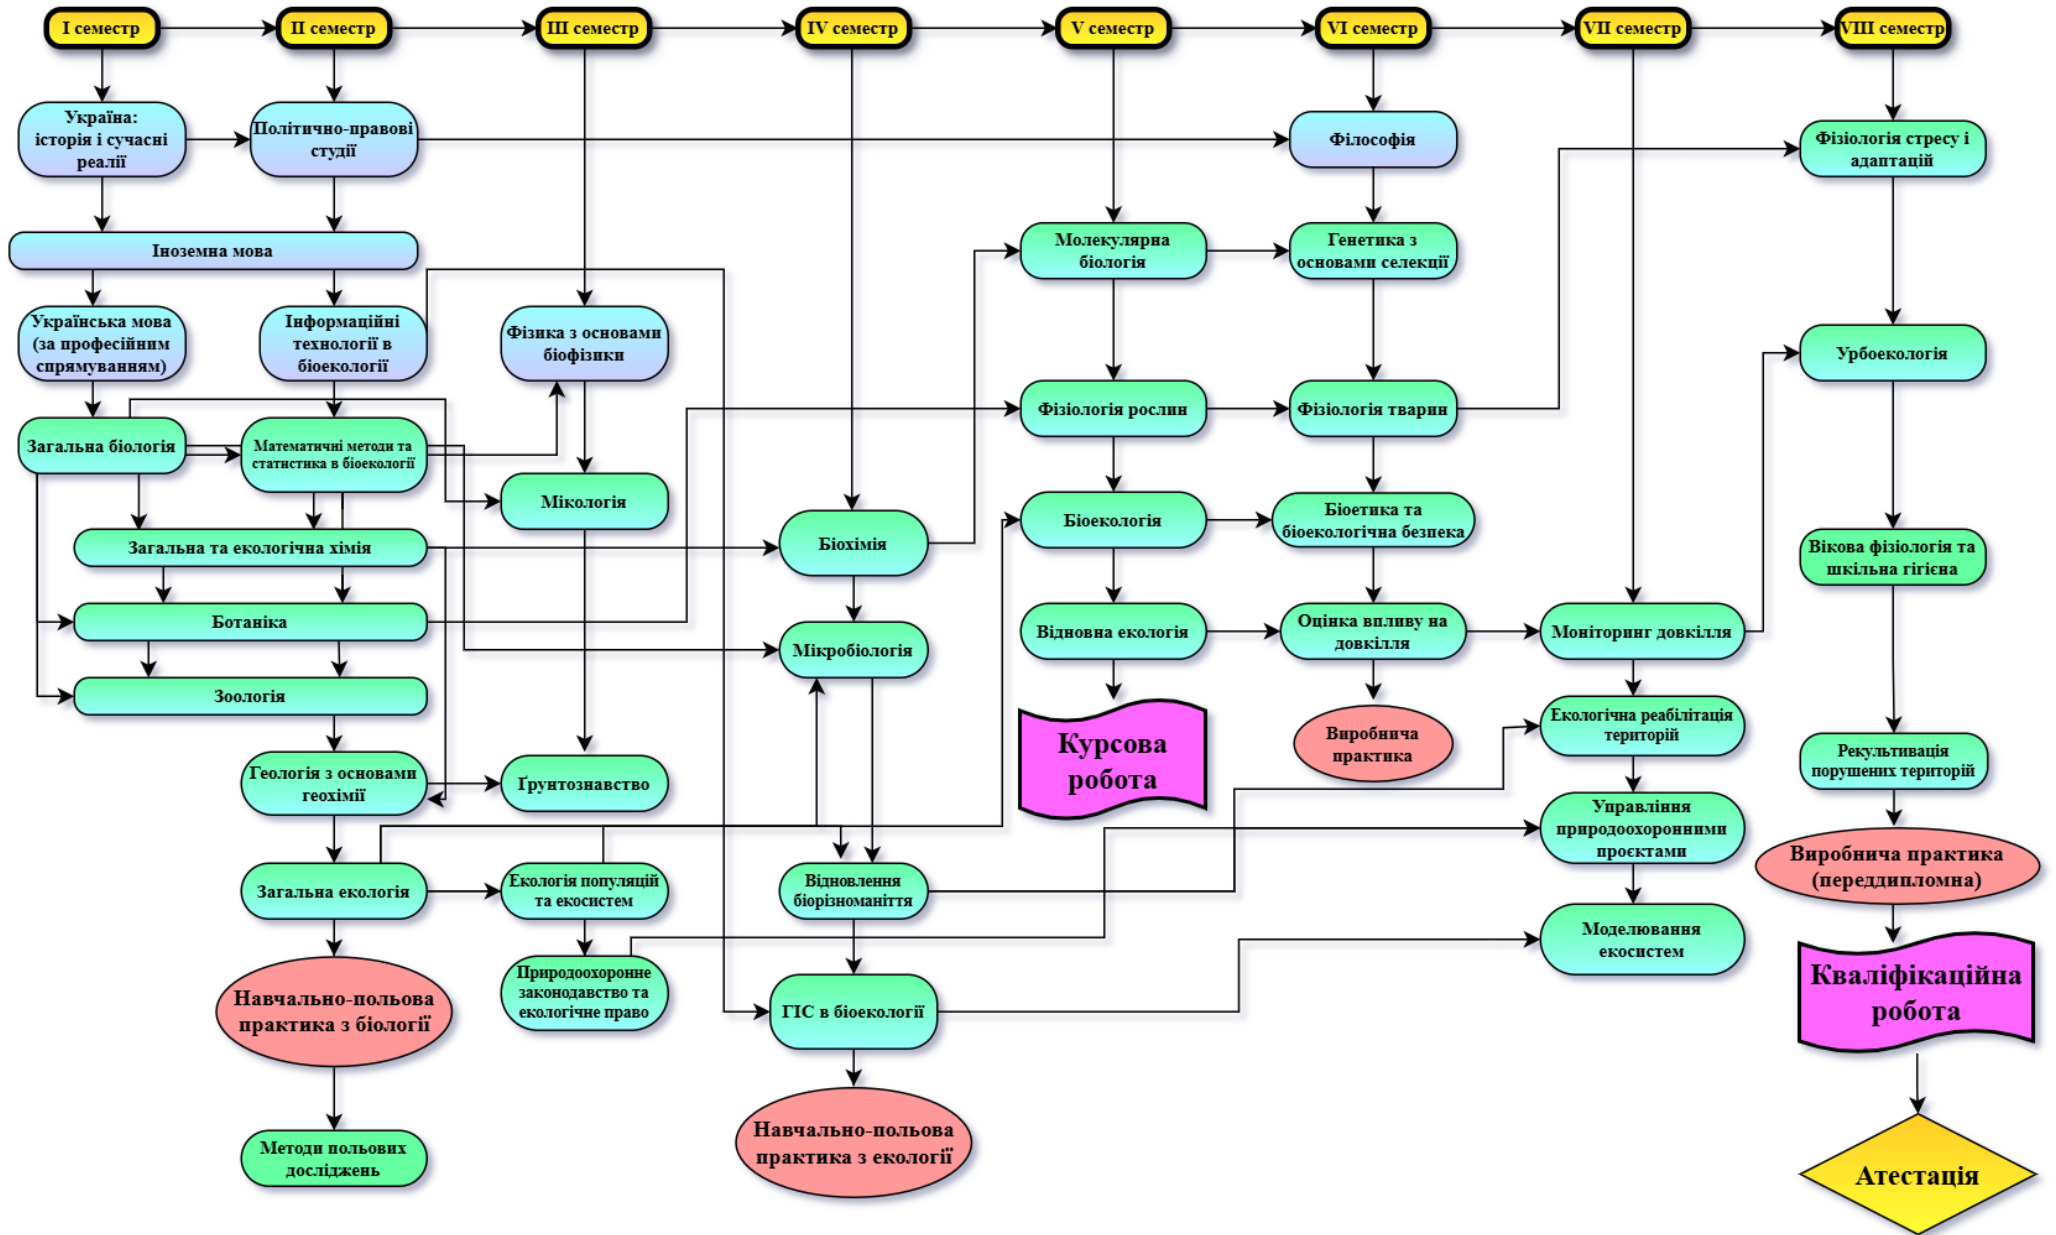 I семестр
II семестр
III семестр
IV семестр
V семестр
VI семестр
VII семестр
VIII семестр
Україна:
історія і сучасні
реалії
Політично-правові
студії
Філософія
Фізіологія стресу і
адаптацій
Іноземна мова
Молекулярна
біологія
Генетика з
основами селекції
Українська мова
(за професійним
спрямуванням)
Інформаційні
технології в
біоекології
Фізика з основами
біофізики
Урбоекологія
Загальна біологія
Математичні методи та
статистика в біоекології
Фізіологія рослин
Фізіологія тварин
Мікологія
Загальна та екологічна хімія
Біохімія
Біоекологія
Біоетика та
біоекологічна безпека
Вікова фізіологія та
шкільна гігієна
Ботаніка
Мікробіологія
Відновна екологія
Оцінка впливу на
довкілля
Моніторинг довкілля
Зоологія
Курсова
робота
Виробнича
практика
Екологічна реабілітація
територій
Геологія з основами
геохімії
Ґрунтознавство
Рекультивація
порушених територій
Управління
природоохоронними
проєктами
Загальна екологія
Екологія популяцій
та екосистем
Відновлення
біорізноманіття
Виробнича практика
(переддипломна)
Моделювання
екосистем
Навчально-польова
практика з біології
Природоохоронне
законодавство та
екологічне право
ГІС в біоекології
Кваліфікаційна
робота
Методи польових
досліджень
Навчально-польова
практика з екології
Атестація